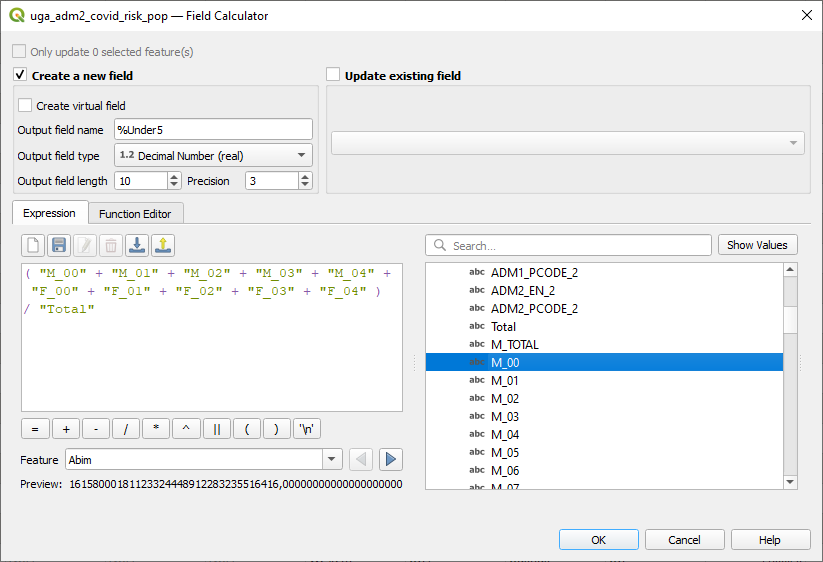 uga_adm2_covid_risk_pop — Field Calculator
Only update 0 selected feature(s)
Create a new field
Update existing field
Create virtual field
Output field name %Under5
Output field type 1.2 Decimal Number (real)
Output field length 10 Precision 3
Expression Function Editor
Search... Show Values
( "M_00" + "M_01" + "M_02" + "M_03" + "M_04" +
"F_00" + "F_01" + "F_02" + "F_03" + "F_04" )
/ "Total"
abc ADM1_PCODE_2
abc ADM2_EN_2
abc ADM2_PCODE_2
abc Total
abc M_TOTAL
abc M_00
abc M_01
abc M_02
abc M_03
abc M_04
abc M_05
abc M_06
abc M_07
= + - / * ^ || ( ) '\n'
Feature Abim
Preview: 16158000181123324448912283235516416,00000000000000000000
OK Cancel Help